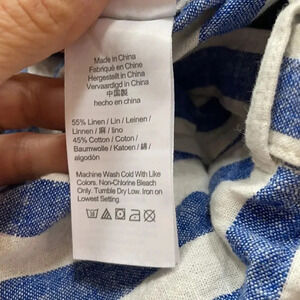 Made in China
Fabriqué en Chine
Hergestellt in China
Vervaardigd in China
中国製
hecho en china
55% Linen / Lin / Leinen /
Linnen / 麻 / lino
45% Cotton / Coton /
Baumwolle / Katoen / 綿 /
algodón
Machine Wash Cold With Like
Colors. Non-Chlorine Bleach
Only. Tumble Dry Low. Iron on
Lowest Setting.